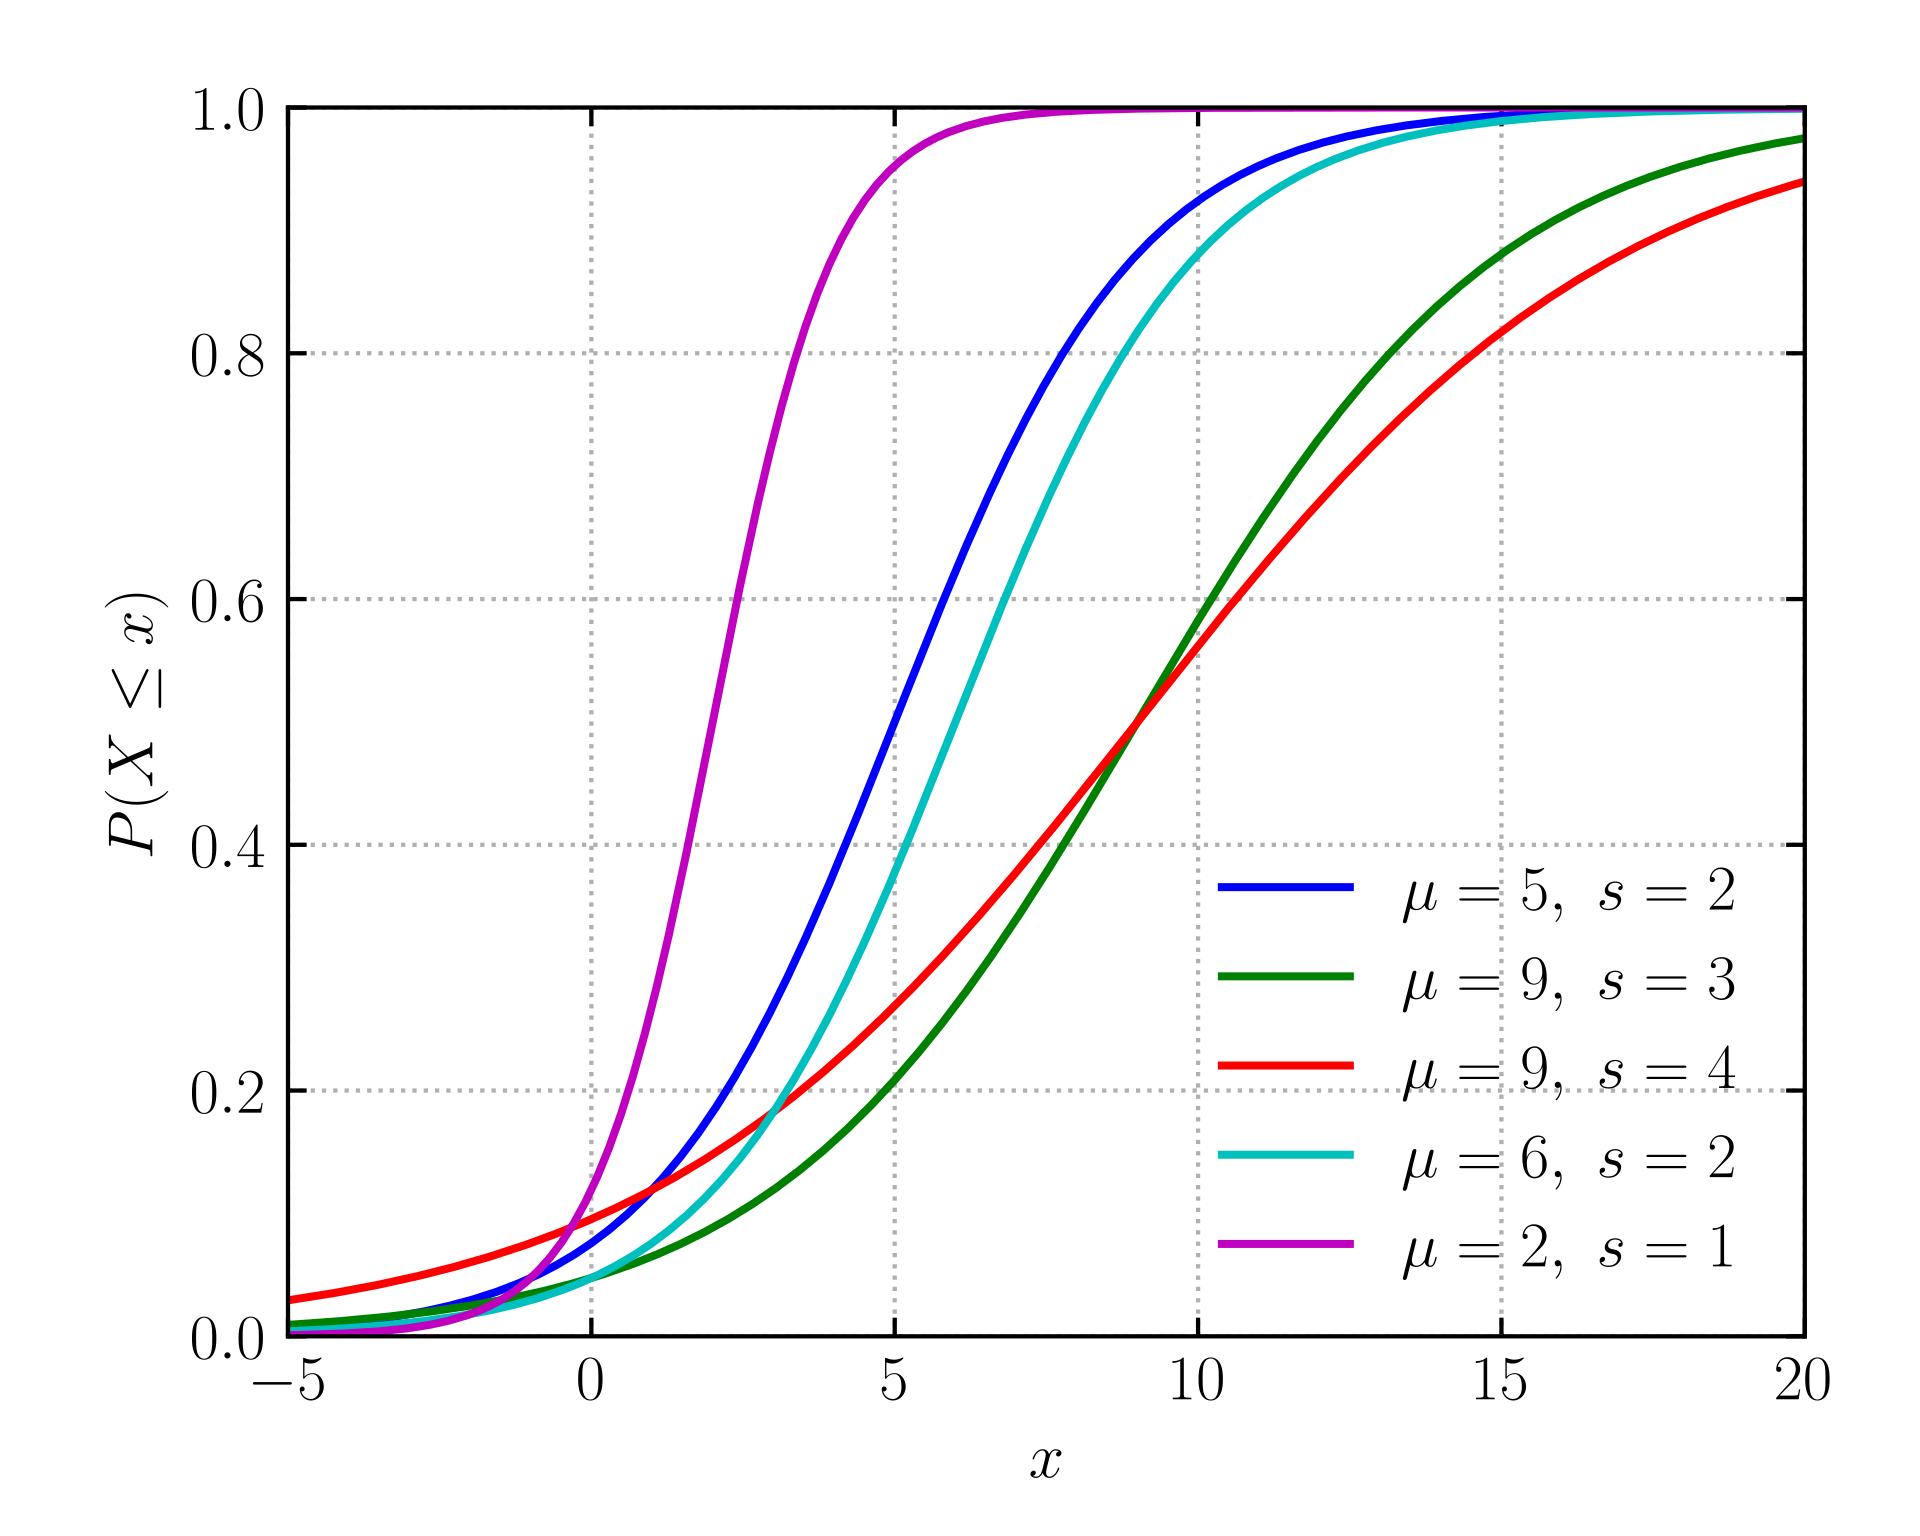 1.0
0.8
0.6
0.4
0.2
0.0
P(X ≤ x)
−5 0 5 10 15 20
x
μ = 5, s = 2
μ = 9, s = 3
μ = 9, s = 4
μ = 6, s = 2
μ = 2, s = 1